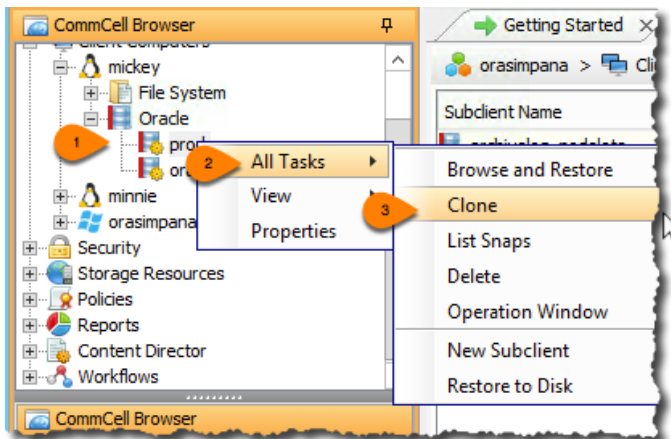 CommCell Browser
Client Computers
mickey
File System
Oracle
1
prod
minnie
orasimpana
Security
Storage Resources
Policies
Reports
Content Director
Workflows
CommCell Browser
Getting Started
orasimpana >
Subclient Name
2
All Tasks
View
Properties
3
Browse and Restore
Clone
List Snaps
Delete
Operation Window
New Subclient
Restore to Disk